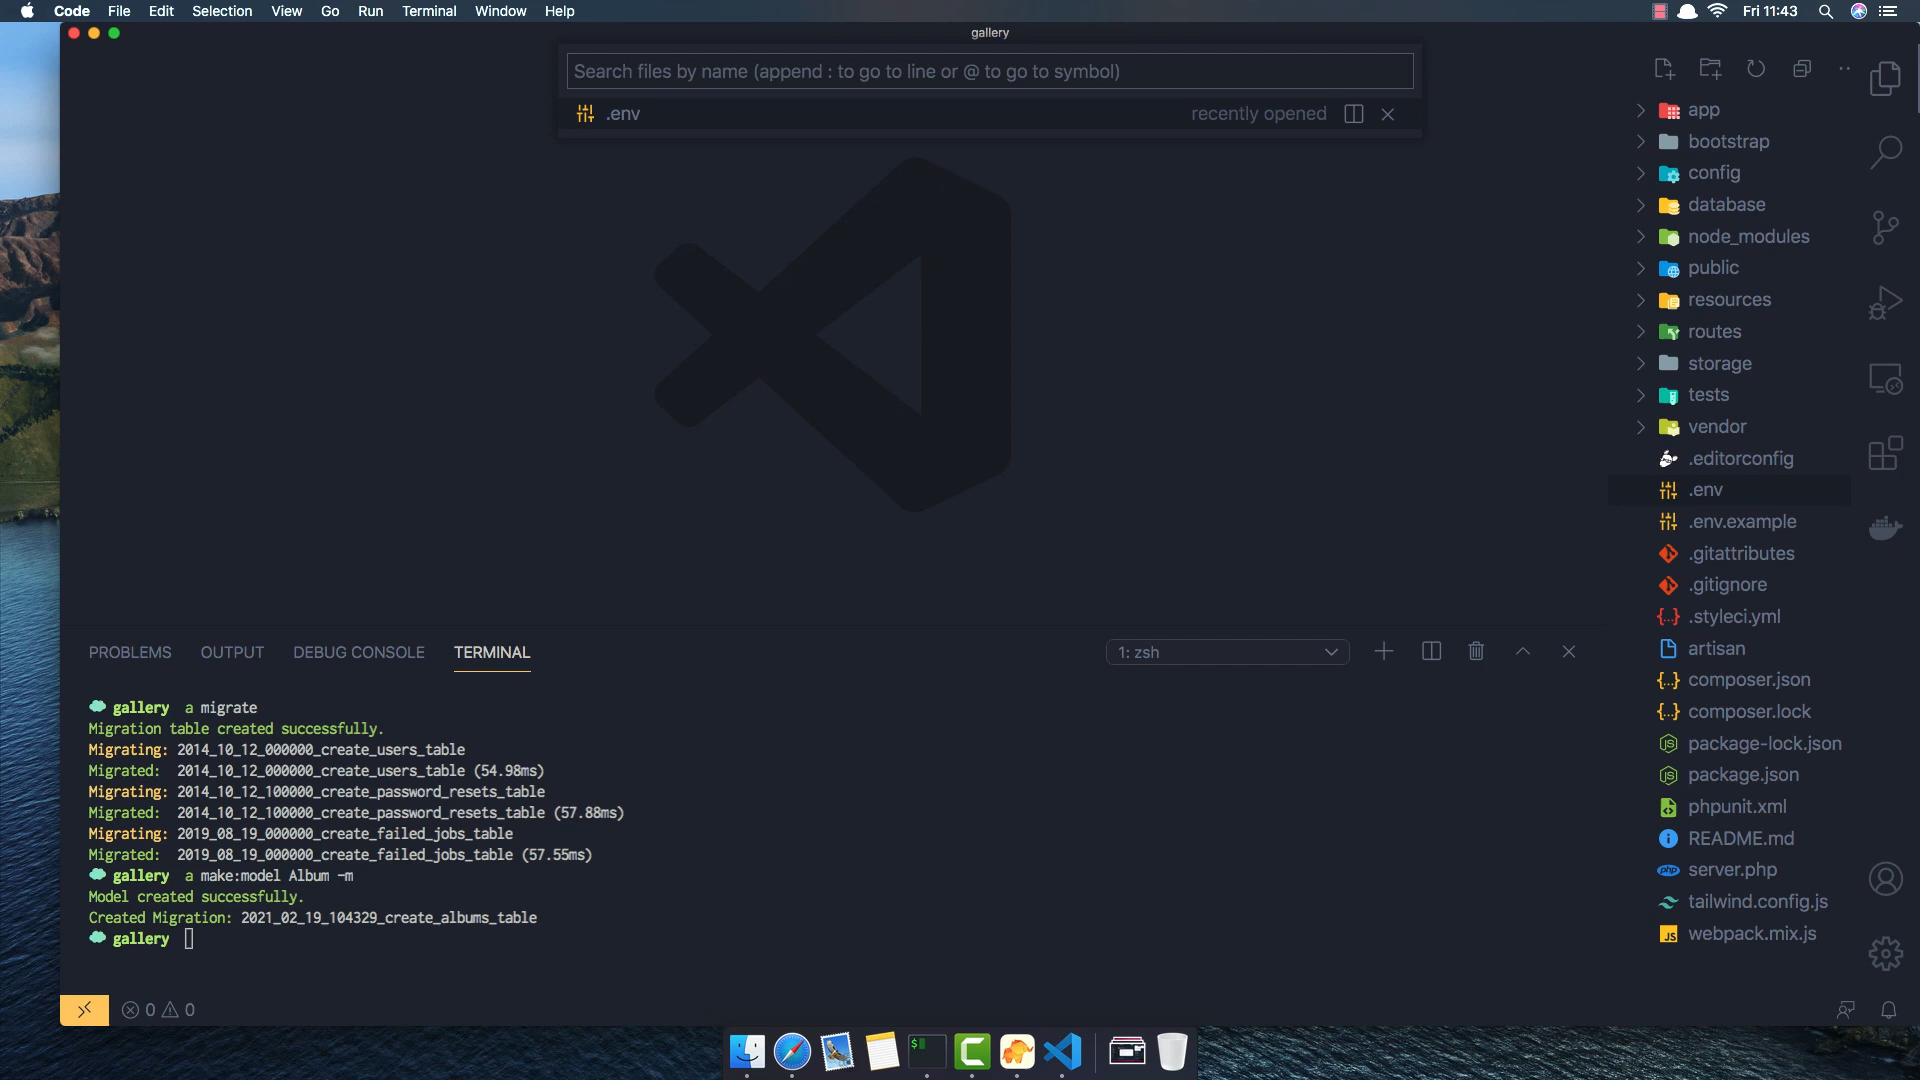 Code File Edit Selection View Go Run Terminal Window Help
Fri 11:43
gallery
Search files by name (append : to go to line or @ to go to symbol)
.env recently opened
app
bootstrap
config
database
node_modules
public
resources
routes
storage
tests
vendor
.editorconfig
.env
.env.example
.gitattributes
.gitignore
.styleci.yml
artisan
composer.json
composer.lock
package-lock.json
package.json
phpunit.xml
README.md
server.php
tailwind.config.js
webpack.mix.js
PROBLEMS OUTPUT DEBUG CONSOLE TERMINAL
1: zsh
gallery a migrate
Migration table created successfully.
Migrating: 2014_10_12_000000_create_users_table
Migrated: 2014_10_12_000000_create_users_table (54.98ms)
Migrating: 2014_10_12_100000_create_password_resets_table
Migrated: 2014_10_12_100000_create_password_resets_table (57.88ms)
Migrating: 2019_08_19_000000_create_failed_jobs_table
Migrated: 2019_08_19_000000_create_failed_jobs_table (57.55ms)
gallery a make:model Album -m
Model created successfully.
Created Migration: 2021_02_19_104329_create_albums_table
gallery
0 0